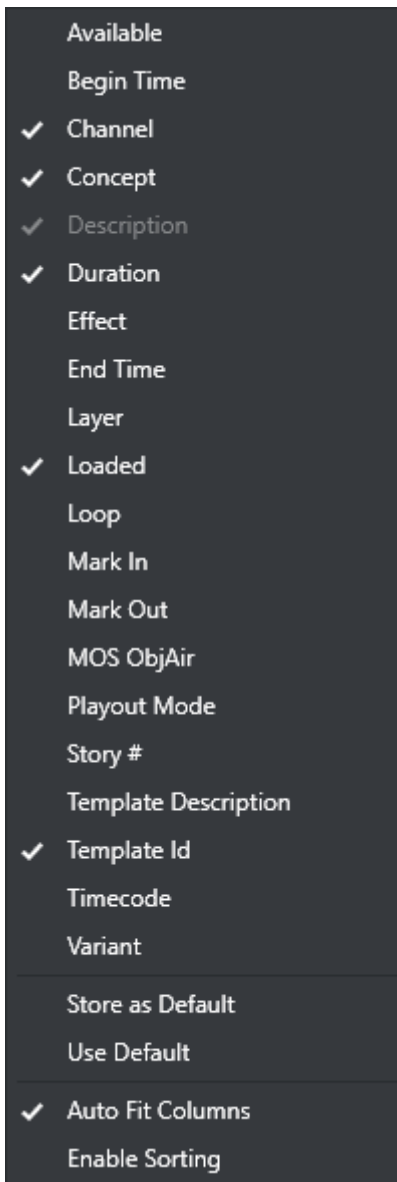 Available
Begin Time
Channel
Concept
Description
Duration
Effect
End Time
Layer
Loaded
Loop
Mark In
Mark Out
MOS ObjAir
Playout Mode
Story #
Template Description
Template Id
Timecode
Variant
Store as Default
Use Default
Auto Fit Columns
Enable Sorting